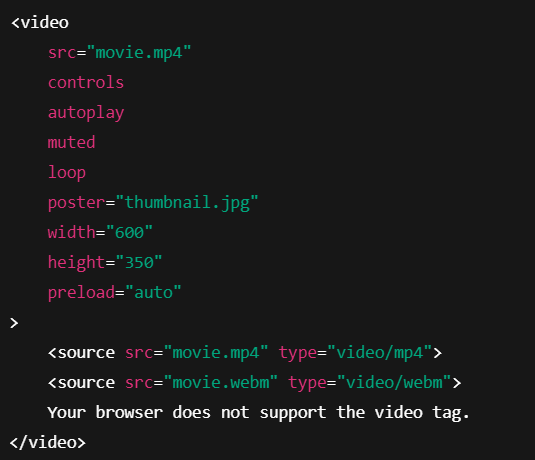 <video
    src="movie.mp4"
    controls
    autoplay
    muted
    loop
    poster="thumbnail.jpg"
    width="600"
    height="350"
    preload="auto"
>
    <source src="movie.mp4" type="video/mp4">
    <source src="movie.webm" type="video/webm">
    Your browser does not support the video tag.
</video>